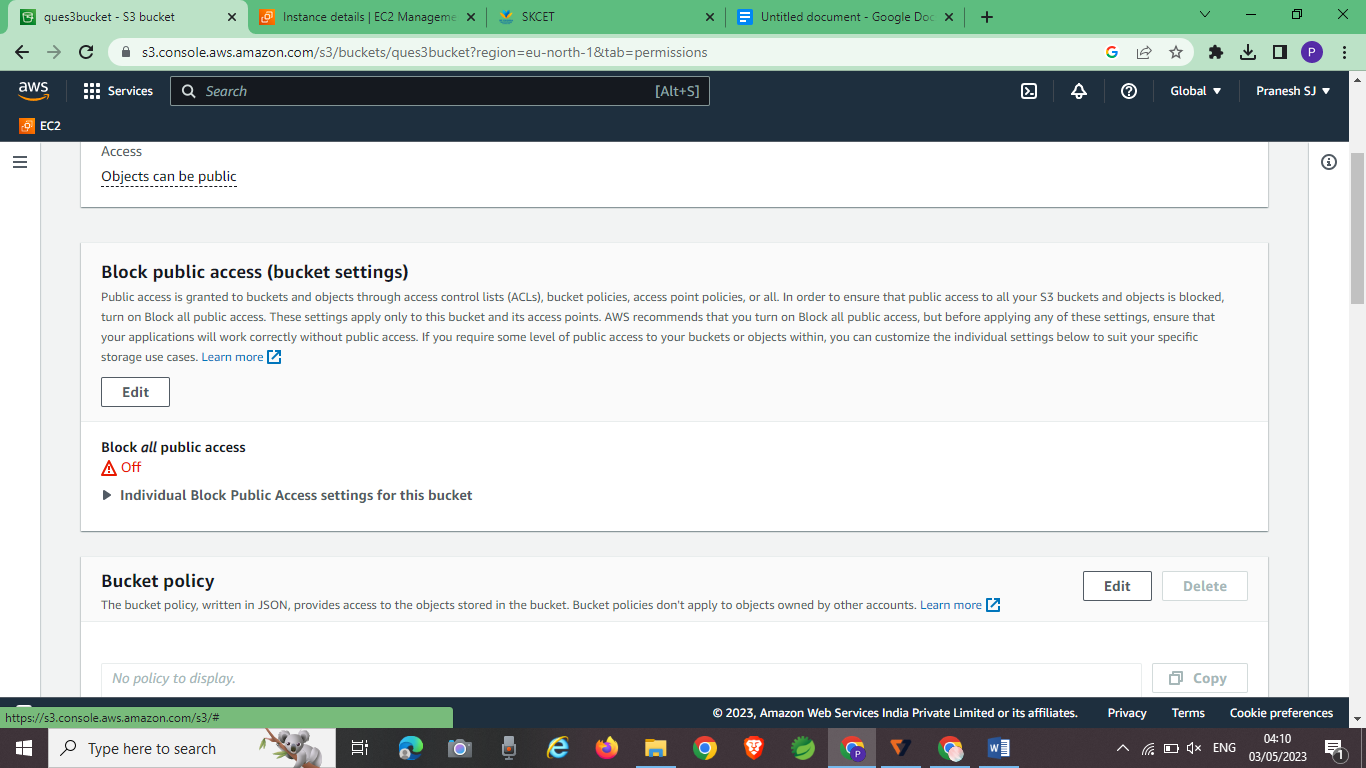 ques3bucket - S3 bucket
Instance details | EC2 Manageme
SKCET
Untitled document - Google Doc
s3.console.aws.amazon.com/s3/buckets/ques3bucket?region=eu-north-1&tab=permissions
P
aws
Services
Search
[Alt+S]
Global
Pranesh SJ
EC2
Access
Objects can be public
Block public access (bucket settings)
Public access is granted to buckets and objects through access control lists (ACLs), bucket policies, access point policies, or all. In order to ensure that public access to all your S3 buckets and objects is blocked,
turn on Block all public access. These settings apply only to this bucket and its access points. AWS recommends that you turn on Block all public access, but before applying any of these settings, ensure that
your applications will work correctly without public access. If you require some level of public access to your buckets or objects within, you can customize the individual settings below to suit your specific
storage use cases. Learn more
Edit
Block all public access
Off
Individual Block Public Access settings for this bucket
Bucket policy
Edit
Delete
The bucket policy, written in JSON, provides access to the objects stored in the bucket. Bucket policies don't apply to objects owned by other accounts. Learn more
No policy to display.
Copy
https://s3.console.aws.amazon.com/s3/#
© 2023, Amazon Web Services India Private Limited or its affiliates.
Privacy
Terms
Cookie preferences
Type here to search
ENG
04:10
03/05/2023
1